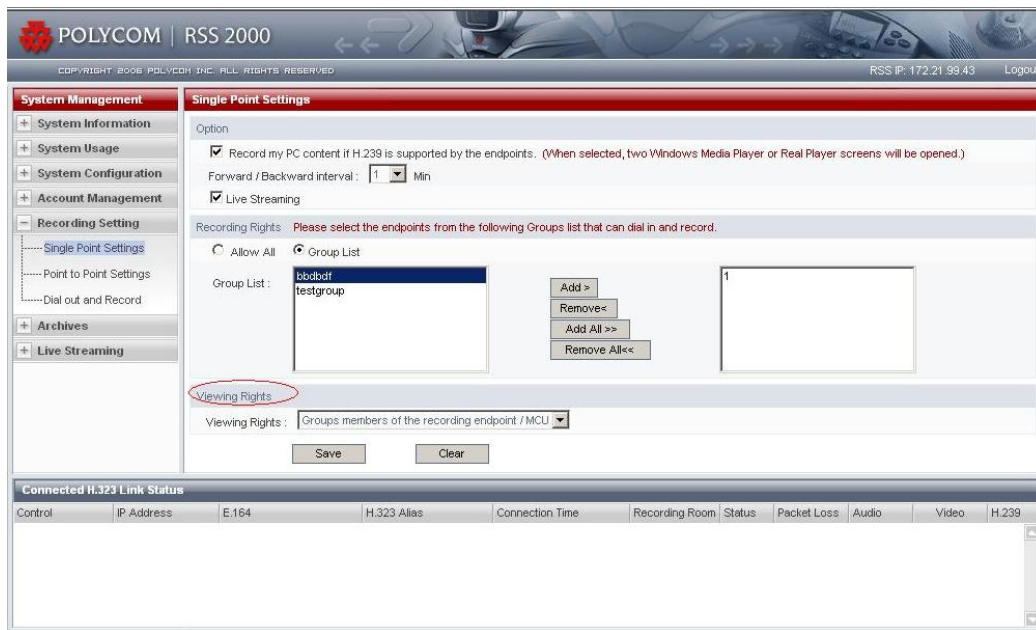 POLYCOM | RSS 2000
COPYRIGHT 2006 POLYCOM INC. ALL RIGHTS RESERVED
RSS IP: 172.21.99.43 Logou
System Management
+ System Information
+ System Usage
+ System Configuration
+ Account Management
- Recording Setting
Single Point Settings
Point to Point Settings
Dial out and Record
+ Archives
+ Live Streaming
Single Point Settings
Option
Record my PC content if H.239 is supported by the endpoints. (When selected, two Windows Media Player or Real Player screens will be opened.)
Forward / Backward interval : 1 Min
Live Streaming
Recording Rights Please select the endpoints from the following Groups list that can dial in and record.
Allow All Group List
Group List :
bbdbdf
testgroup
Add >
Remove<
Add All >>
Remove All<<
1
Viewing Rights
Viewing Rights : Groups members of the recording endpoint / MCU
Save Clear
Connected H.323 Link Status
Control IP Address E.164 H.323 Alias Connection Time Recording Room Status Packet Loss Audio Video H.239